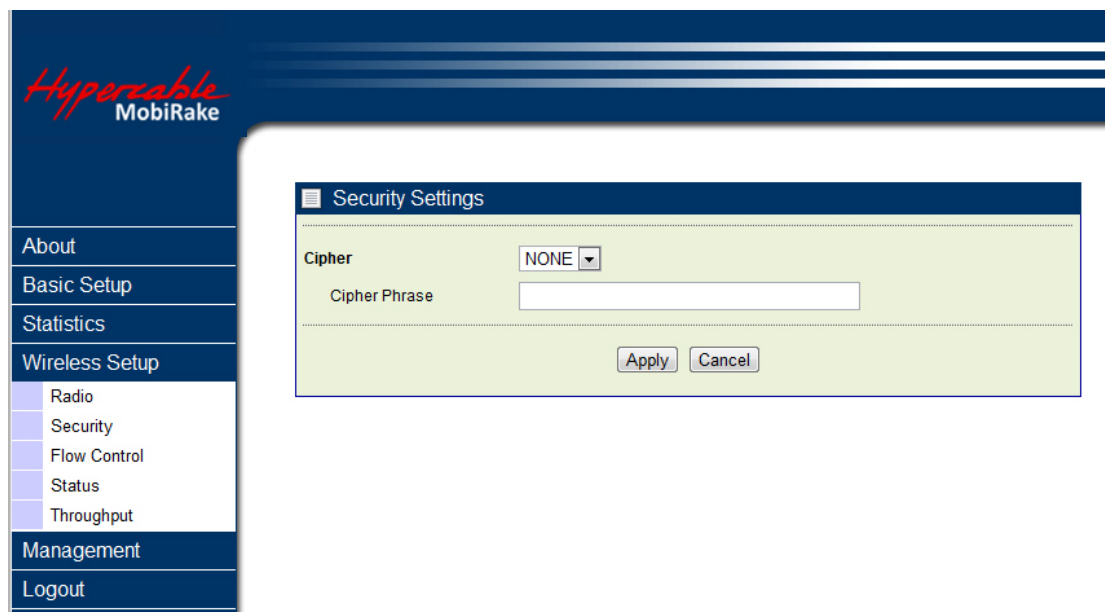 Hypercable
MobiRake
About
Basic Setup
Statistics
Wireless Setup
Radio
Security
Flow Control
Status
Throughput
Management
Logout
Security Settings
Cipher NONE
Cipher Phrase
Apply Cancel